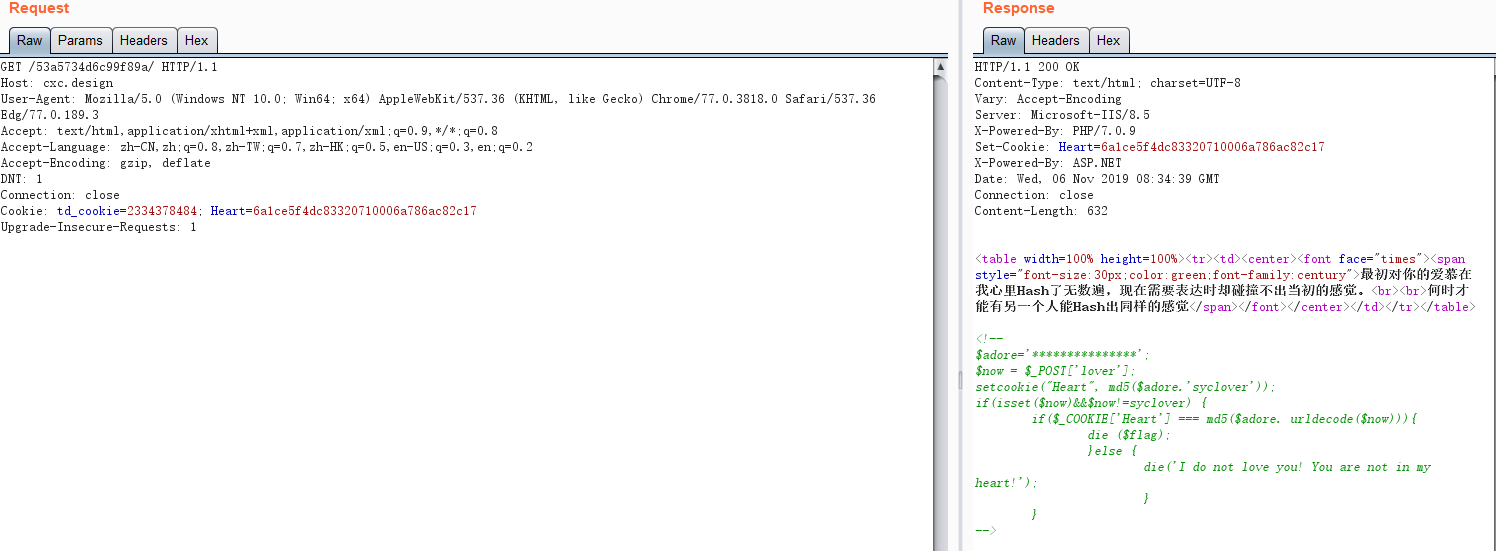 Request
Raw Params Headers Hex
GET /53a5734d6c99f89a/ HTTP/1.1
Host: cxc.design
User-Agent: Mozilla/5.0 (Windows NT 10.0; Win64; x64) AppleWebKit/537.36 (KHTML, like Gecko) Chrome/77.0.3818.0 Safari/537.36
Edg/77.0.189.3
Accept: text/html,application/xhtml+xml,application/xml;q=0.9,*/*;q=0.8
Accept-Language: zh-CN,zh;q=0.8,zh-TW;q=0.7,zh-HK;q=0.5,en-US;q=0.3,en;q=0.2
Accept-Encoding: gzip, deflate
DNT: 1
Connection: close
Cookie: td_cookie=2334378484; Heart=6a1ce5f4dc83320710006a786ac82c17
Upgrade-Insecure-Requests: 1
Response
Raw Headers Hex
HTTP/1.1 200 OK
Content-Type: text/html; charset=UTF-8
Vary: Accept-Encoding
Server: Microsoft-IIS/8.5
X-Powered-By: PHP/7.0.9
Set-Cookie: Heart=6a1ce5f4dc83320710006a786ac82c17
X-Powered-By: ASP.NET
Date: Wed, 06 Nov 2019 08:34:39 GMT
Connection: close
Content-Length: 632
<table width=100% height=100%><tr><td><center><font face="times"><span
style="font-size:30px;color:green;font-family:century">最初对你的爱慕在
我心里Hash了无数遍，现在需要表达时却碰撞不出当初的感觉。<br><br>何时才
能有另一个人能Hash出同样的感觉</span></font></center></td></tr></table>
<!--
$adore='***************';
$now = $_POST['lover'];
setcookie("Heart", md5($adore.'syclover'));
if(isset($now)&&$now!=syclover) {
if($_COOKIE['Heart'] === md5($adore. urldecode($now))){
die ($flag);
}else {
die('I do not love you! You are not in my
heart!');
}
}
-->